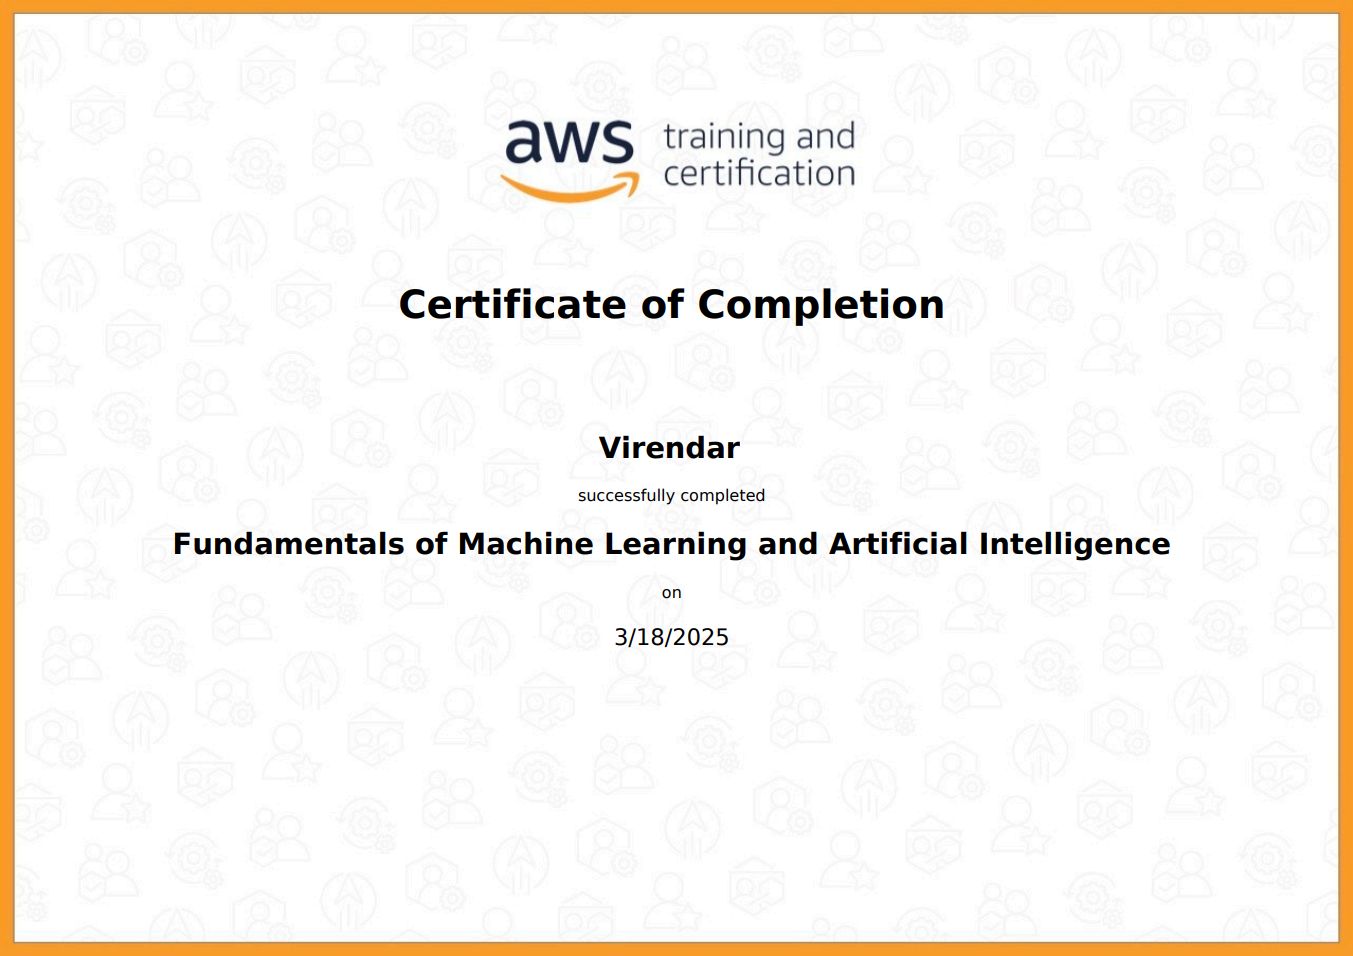 aws training and
certification
Certificate of Completion
Virendar
successfully completed
Fundamentals of Machine Learning and Artificial Intelligence
on
3/18/2025